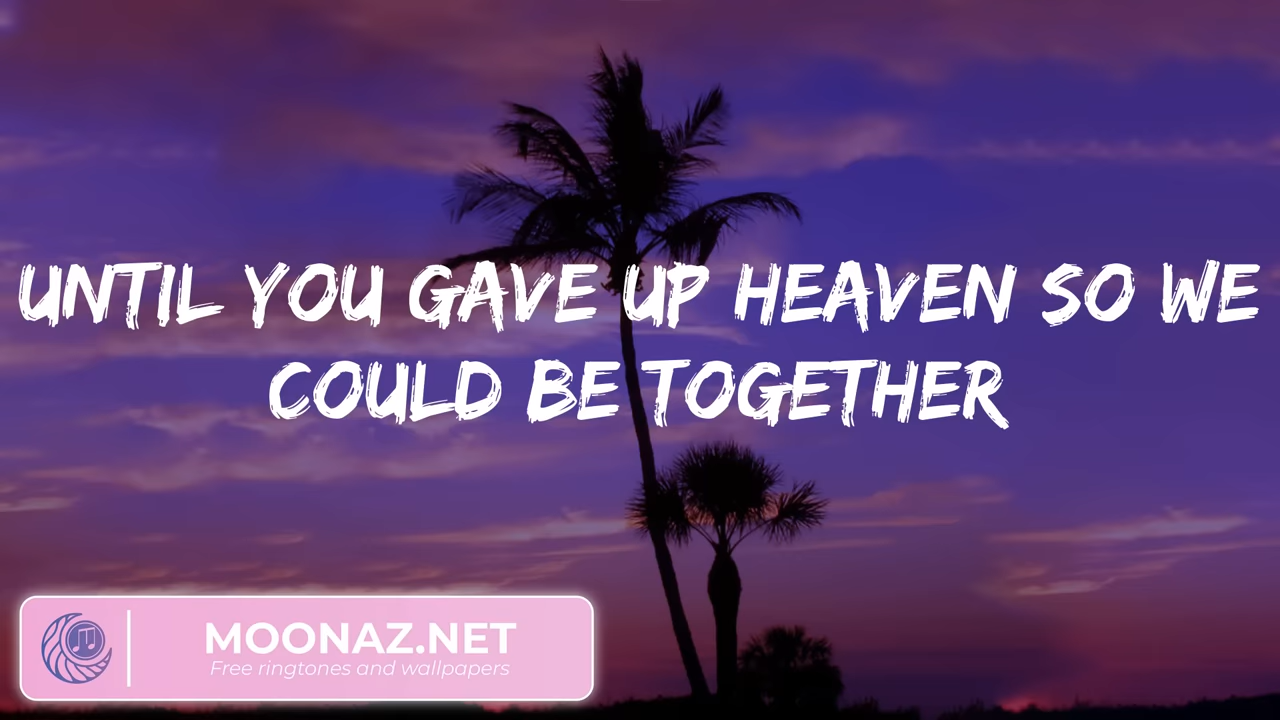 UNTIL YOU GAVE UP HEAVEN SO WE
COULD BE TOGETHER
MOONAZ.NET
Free ringtones and wallpapers